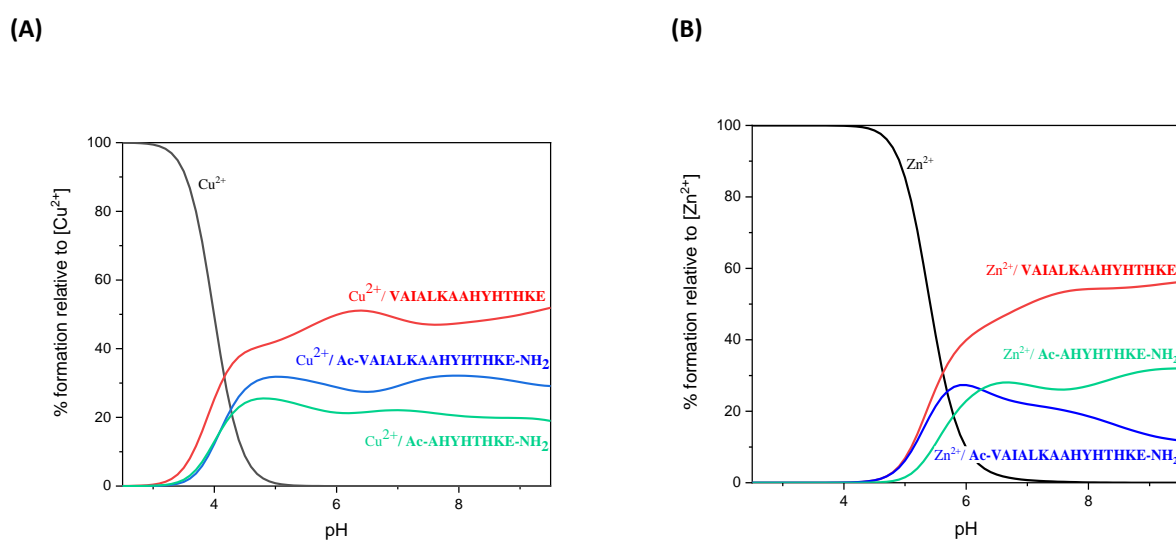 (A)
(B)
% formation relative to [Cu²⁺]
100
80
60
40
20
0
4
6
8
pH
Cu²⁺
Cu²⁺/ VAIALKAAHYHTHKE
Cu²⁺/ Ac-VAIALKAAHYHTHKE-NH₂
Cu²⁺/ Ac-AHYHTHKE-NH₂
% formation relative to [Zn²⁺]
100
80
60
40
20
0
4
6
8
pH
Zn²⁺
Zn²⁺/ VAIALKAAHYHTHKE
Zn²⁺/ Ac-AHYHTHKE-NH₂
Zn²⁺/ Ac-VAIALKAAHYHTHKE-NH₂